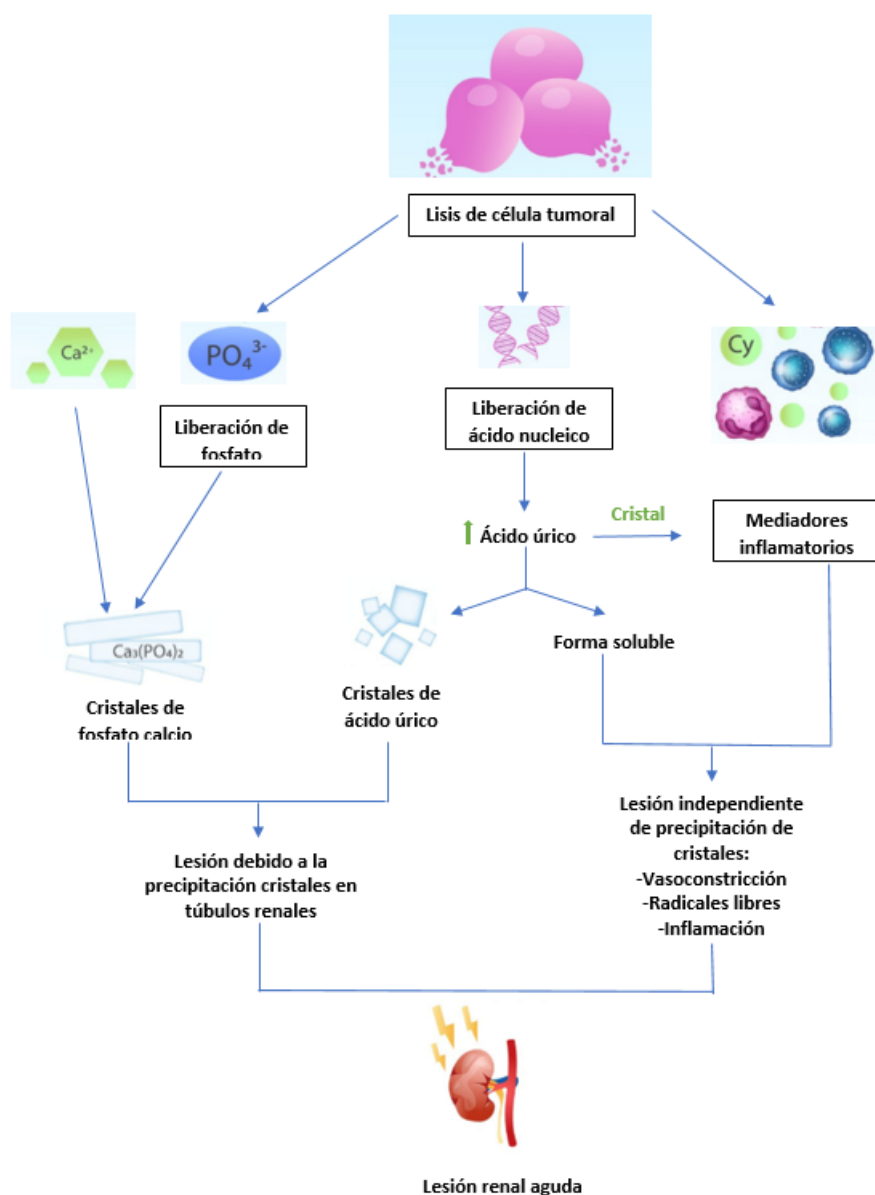 Lisis de célula tumoral
Ca²⁺
PO₄³⁻
Cy
Liberación de
fosfato
Liberación de
ácido nucleico
Ácido úrico
Cristal
Mediadores
inflamatorios
Ca₃(PO₄)₂
Forma soluble
Cristales de
fosfato calcio
Cristales de
ácido úrico
Lesión debido a la
precipitación cristales en
túbulos renales
Lesión independiente
de precipitación de
cristales:
-Vasoconstricción
-Radicales libres
-Inflamación
Lesión renal aguda